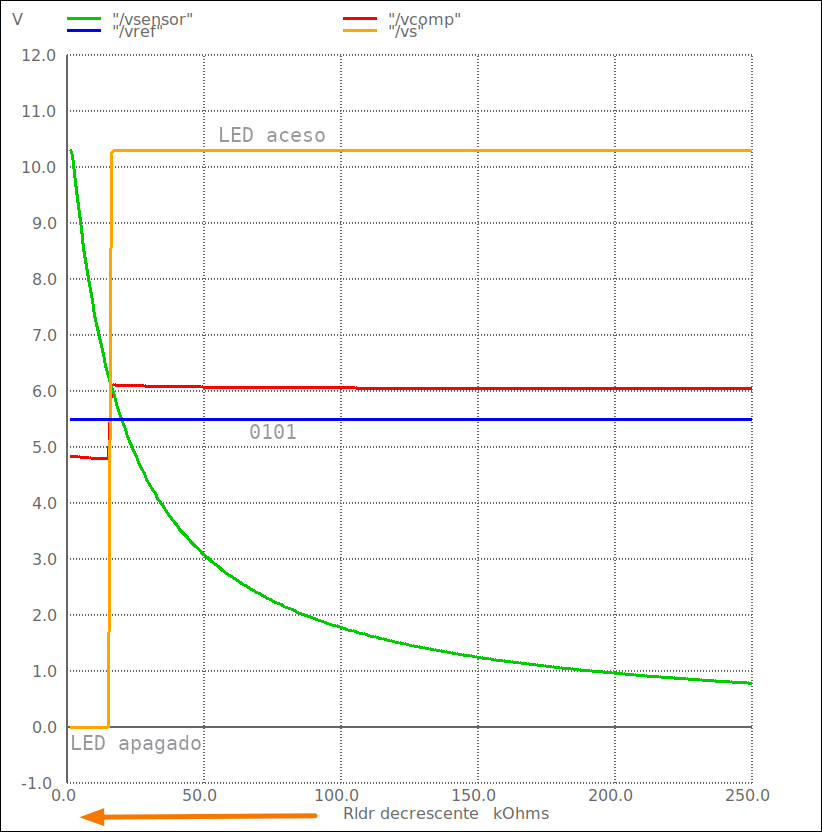 V
"/vsensor"
"/vcomp"
"/vref"
"/vs"
12.0
11.0
LED aceso
10.0
9.0
8.0
7.0
6.0
0101
5.0
4.0
3.0
2.0
1.0
0.0
LED apagado
-1.0
0.0 50.0 100.0 150.0 200.0 250.0
Rldr decrescente kOhms